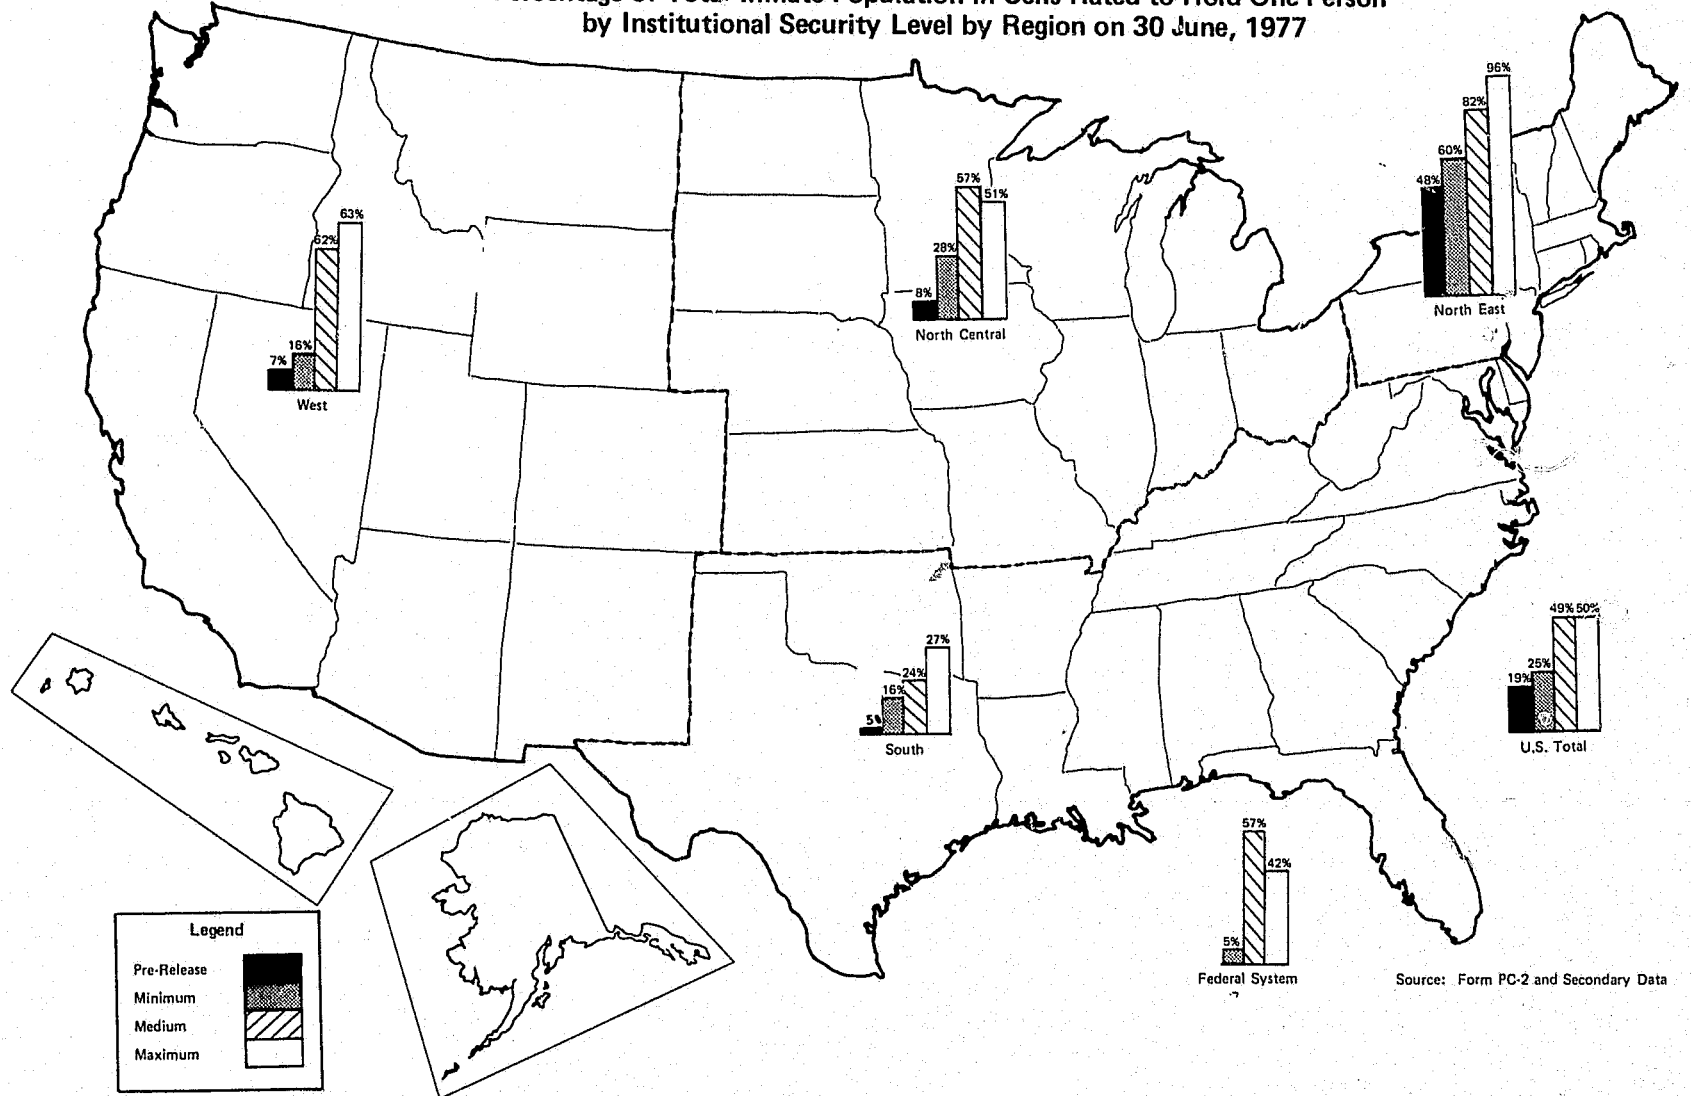 by Institutional Security Level by Region on 30 June, 1977
96%
82%
60%
48%
North East
57%
51%
28%
8%
North Central
63%
62%
16%
7%
West
49% 50%
25%
19%
U.S. Total
27%
24%
16%
5%
South
57%
42%
5%
Federal System
Legend
Pre-Release
Minimum
Medium
Maximum
Source: Form PC-2 and Secondary Data